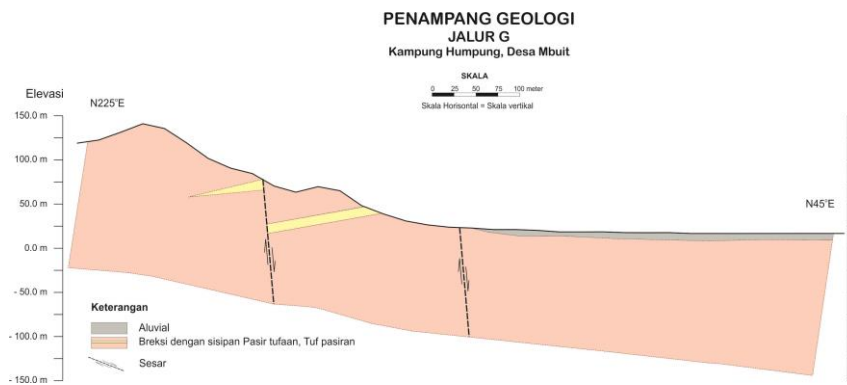 PENAMPANG GEOLOGI
JALUR G
Kampung Humpung, Desa Mbuit
SKALA
0 25 50 75 100 meter
Skala Horisontal = Skala vertikal
Elevasi
N225°E
N45°E
150.0 m
100.0 m
50.0 m
0.0 m
- 50.0 m
- 100.0 m
- 150.0 m
Keterangan
Aluvial
Breksi dengan sisipan Pasir tufaan, Tuf pasiran
Sesar